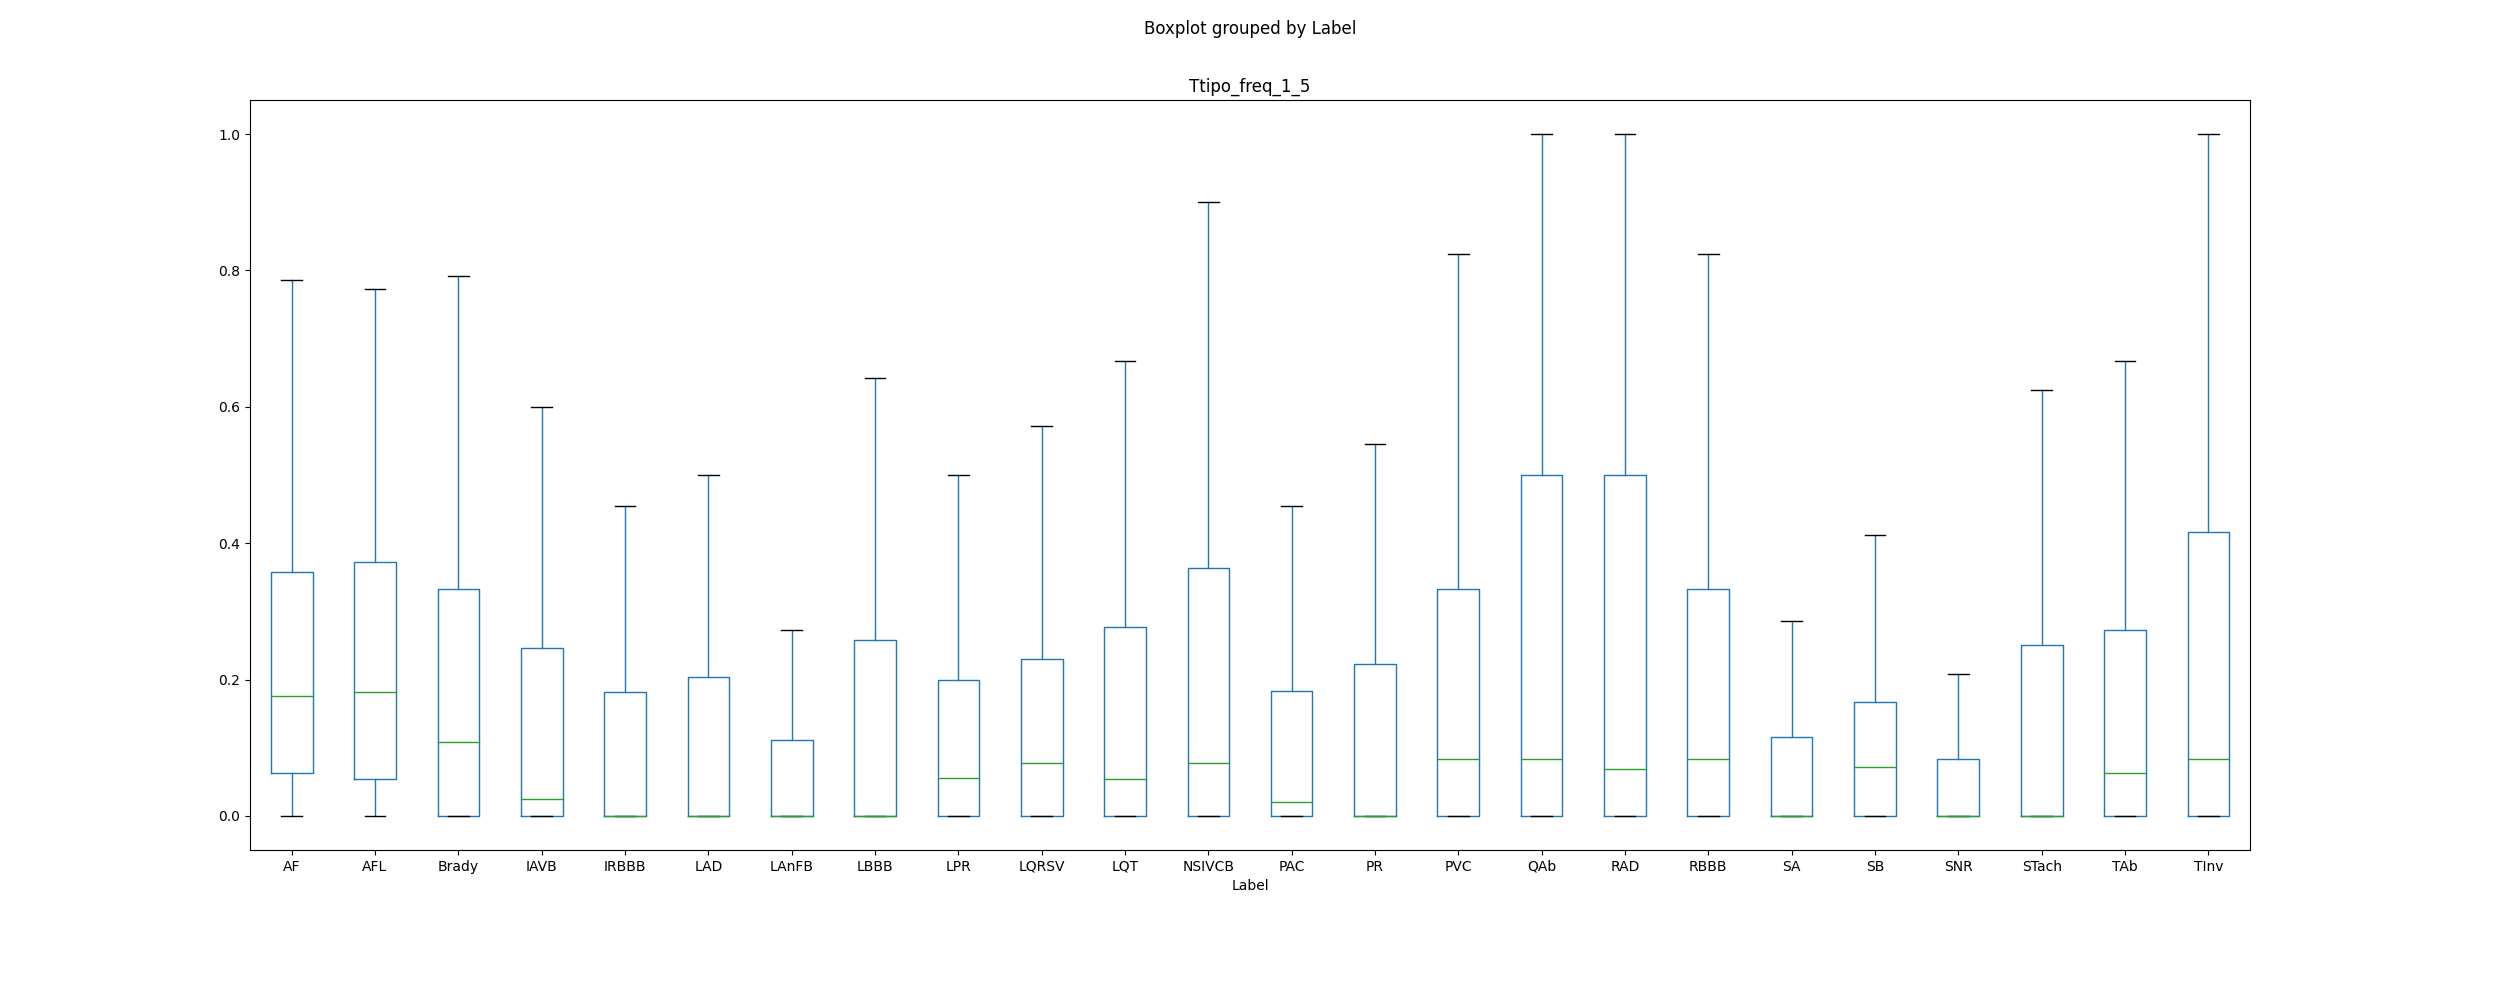 Boxplot grouped by Label
Ttipo_freq_1_5
1.0
0.8
0.6
0.4
0.2
0.0
AF AFL Brady IAVB IRBBB LAD LAnFB LBBB LPR LQRSV LQT NSIVCB PAC PR PVC QAb RAD RBBB SA SB SNR STach TAb TInv
Label